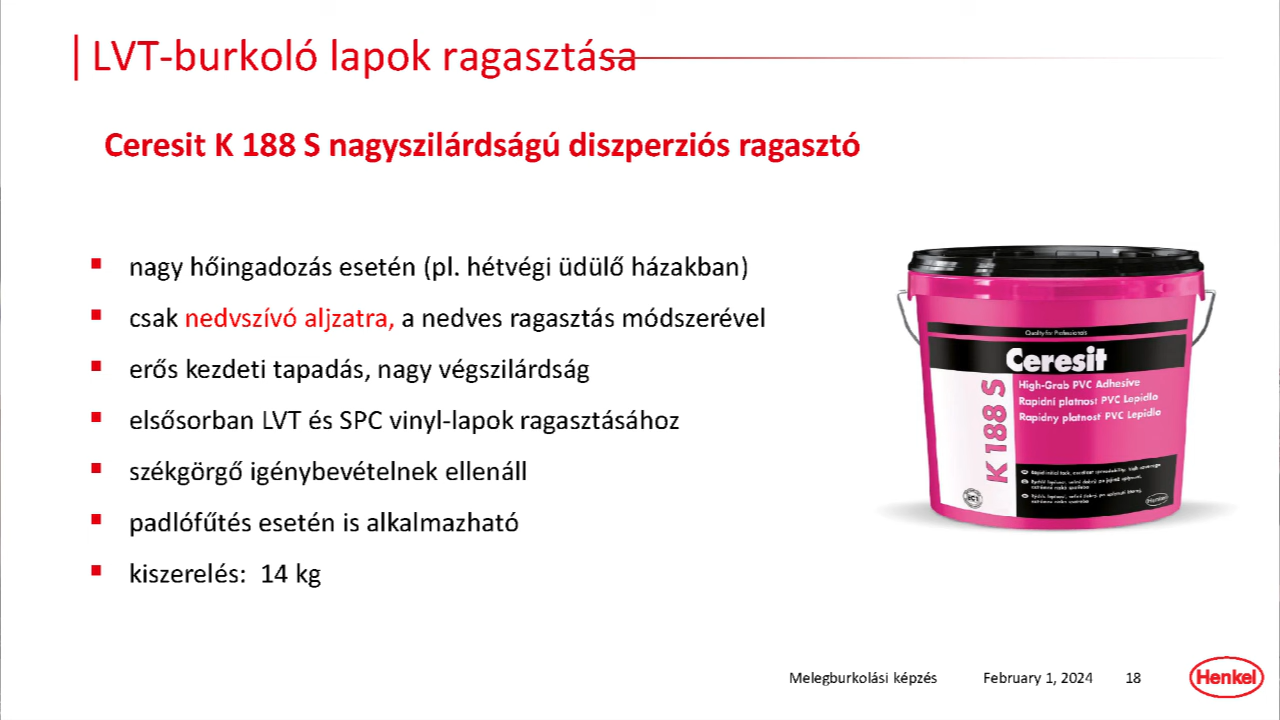 LVT-burkoló lapok ragasztása
Ceresit K 188 S nagyszilárdságú diszperziós ragasztó
nagy hőingadozás esetén (pl. hétvégi üdülő házakban)
csak nedvszívó aljzatra, a nedves ragasztás módszerével
erős kezdeti tapadás, nagy végszilárdság
elsősorban LVT és SPC vinyl-lapok ragasztásához
székgörgő igénybevételnek ellenáll
padlófűtés esetén is alkalmazható
kiszerelés: 14 kg
Quality for Professionals
Ceresit
K 188 S
High-Grab PVC Adhesive
Rapidní platnost PVC Lepidlo
Rapidny platnost PVC Lepidlo
Henkel
Melegburkolási képzés
February 1, 2024
18
Henkel